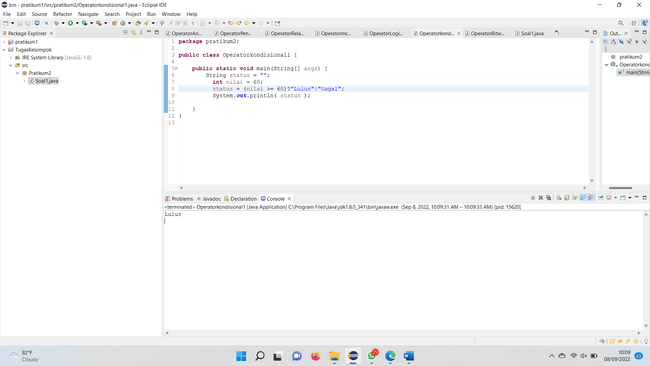 bin - pratikum1/src/pratikum2/Operatorkondisional1.java - Eclipse IDE
File Edit Source Refactor Navigate Search Project Run Window Help
Package Explorer
OperatorAri... OperatorPen... OperatorRela... OperatorInc... OperatorLogi... Operatorkond... OperatorBitw... Soal1.java
Out...
pratikum1
TugasKelompok
JRE System Library [JavaSE-1.8]
src
Pratikum2
Soal1.java
1 package pratikum2;
2
3 public class Operatorkondisional1 {
4
5 public static void main(String[] args) {
6 String status = "";
7 int nilai = 60;
8 status = (nilai >= 60)?"Lulus":"Gagal";
9 System.out.println( status );
10
11 }
12 }
13
pratikum2
Operatorkond
main(Strin
Problems Javadoc Declaration Console
<terminated> Operatorkondisional1 [Java Application] C:\Program Files\Java\jdk1.8.0_341\bin\javaw.exe (Sep 8, 2022, 10:09:31 AM – 10:09:33 AM) [pid: 15620]
Lulus
82°F
Cloudy
10:09
08/09/2022